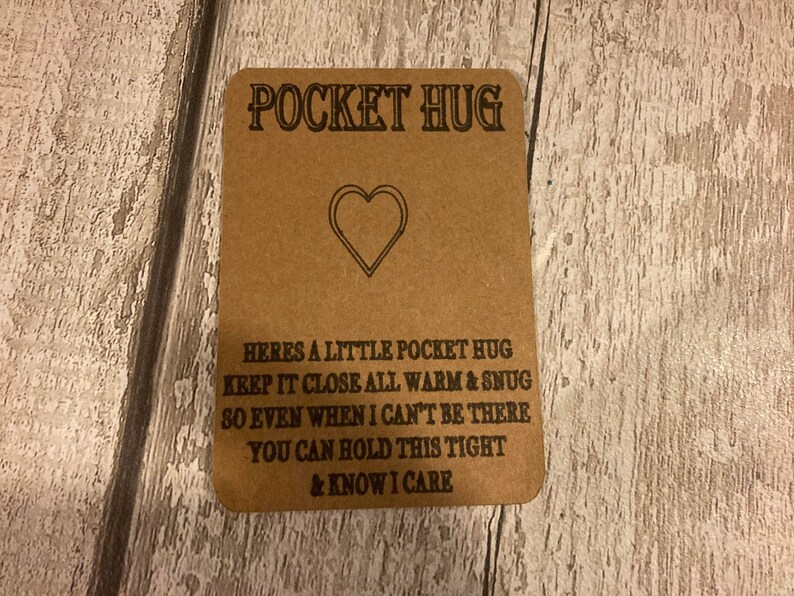 POCKET HUG
HERES A LITTLE POCKET HUG
KEEP IT CLOSE ALL WARM & SNUG
SO EVEN WHEN I CAN'T BE THERE
YOU CAN HOLD THIS TIGHT
& KNOW I CARE